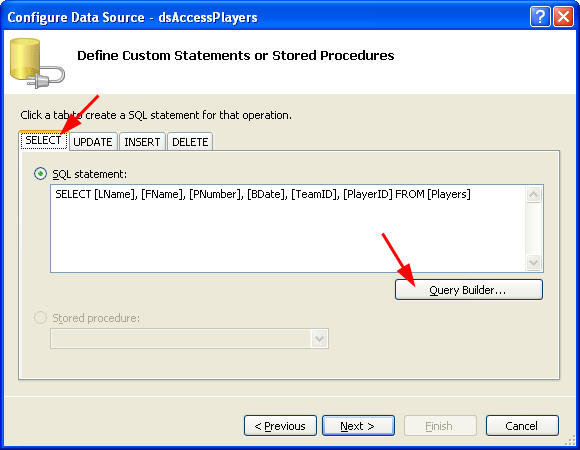 Configure Data Source - dsAccessPlayers
Define Custom Statements or Stored Procedures
Click a tab to create a SQL statement for that operation.
SELECT UPDATE INSERT DELETE
SQL statement:
SELECT [LName], [FName], [PNumber], [BDate], [TeamID], [PlayerID] FROM [Players]
Query Builder...
Stored procedure:
< Previous Next > Finish Cancel